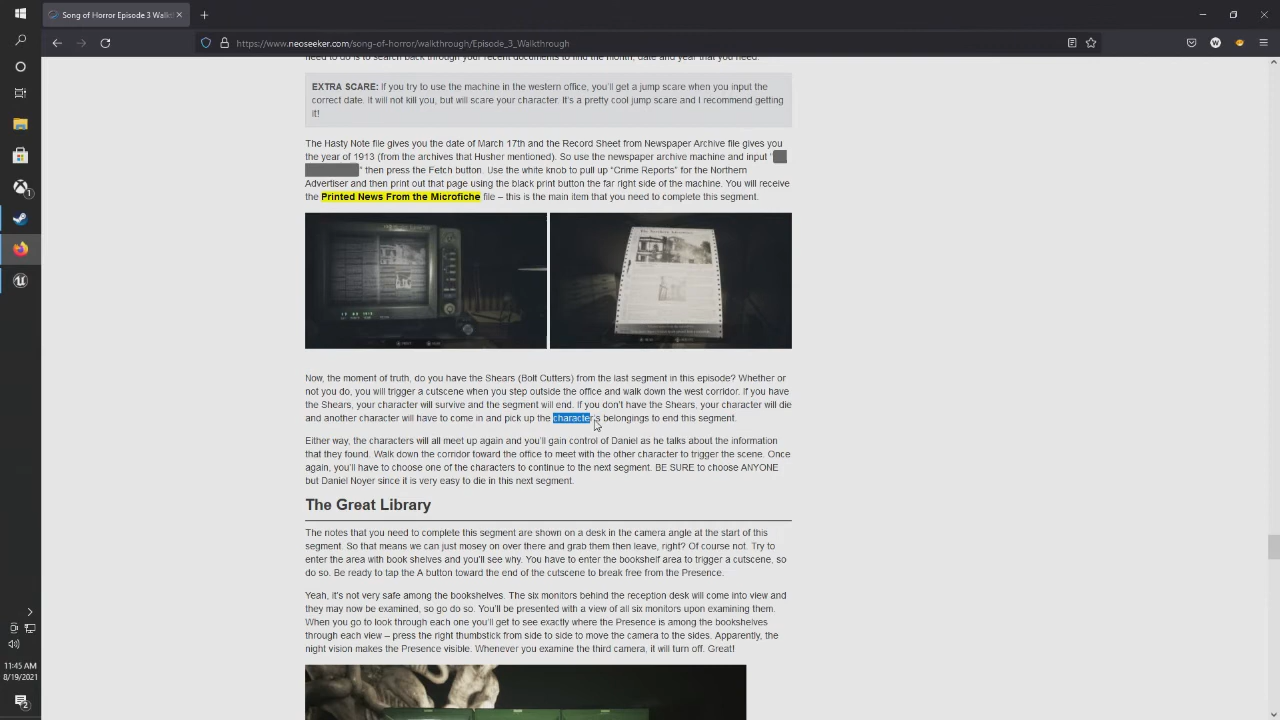 Song of Horror Episode 3 Walkt
https://www.neoseeker.com/song-of-horror/walkthrough/Episode_3_Walkthrough
need to do is to search back through your recent documents to find the month, date and year that you need.
EXTRA SCARE: If you try to use the machine in the western office, you'll get a jump scare when you input the
correct date. It will not kill you, but will scare your character. It's a pretty cool jump scare and I recommend getting
it!
The Hasty Note file gives you the date of March 17th and the Record Sheet from Newspaper Archive file gives you
the year of 1913 (from the archives that Husher mentioned). So use the newspaper archive machine and input "
" then press the Fetch button. Use the white knob to pull up "Crime Reports" for the Northern
Advertiser and then print out that page using the black print button the far right side of the machine. You will receive
the Printed News From the Microfiche file – this is the main item that you need to complete this segment.
Now, the moment of truth, do you have the Shears (Bolt Cutters) from the last segment in this episode? Whether or
not you do, you will trigger a cutscene when you step outside the office and walk down the west corridor. If you have
the Shears, your character will survive and the segment will end. If you don't have the Shears, your character will die
and another character will have to come in and pick up the character's belongings to end this segment.
Either way, the characters will all meet up again and you'll gain control of Daniel as he talks about the information
that they found. Walk down the corridor toward the office to meet with the other character to trigger the scene. Once
again, you'll have to choose one of the characters to continue to the next segment. BE SURE to choose ANYONE
but Daniel Noyer since it is very easy to die in this next segment.
The Great Library
The notes that you need to complete this segment are shown on a desk in the camera angle at the start of this
segment. So that means we can just mosey on over there and grab them then leave, right? Of course not. Try to
enter the area with book shelves and you'll see why. You have to enter the bookshelf area to trigger a cutscene, so
do so. Be ready to tap the A button toward the end of the cutscene to break free from the Presence.
Yeah, it's not very safe among the bookshelves. The six monitors behind the reception desk will come into view and
they may now be examined, so go do so. You'll be presented with a view of all six monitors upon examining them.
When you go to look through each one you'll get to see exactly where the Presence is among the bookshelves
through each view – press the right thumbstick from side to side to move the camera to the sides. Apparently, the
night vision makes the Presence visible. Whenever you examine the third camera, it will turn off. Great!
11:45 AM
8/19/2021
2
1